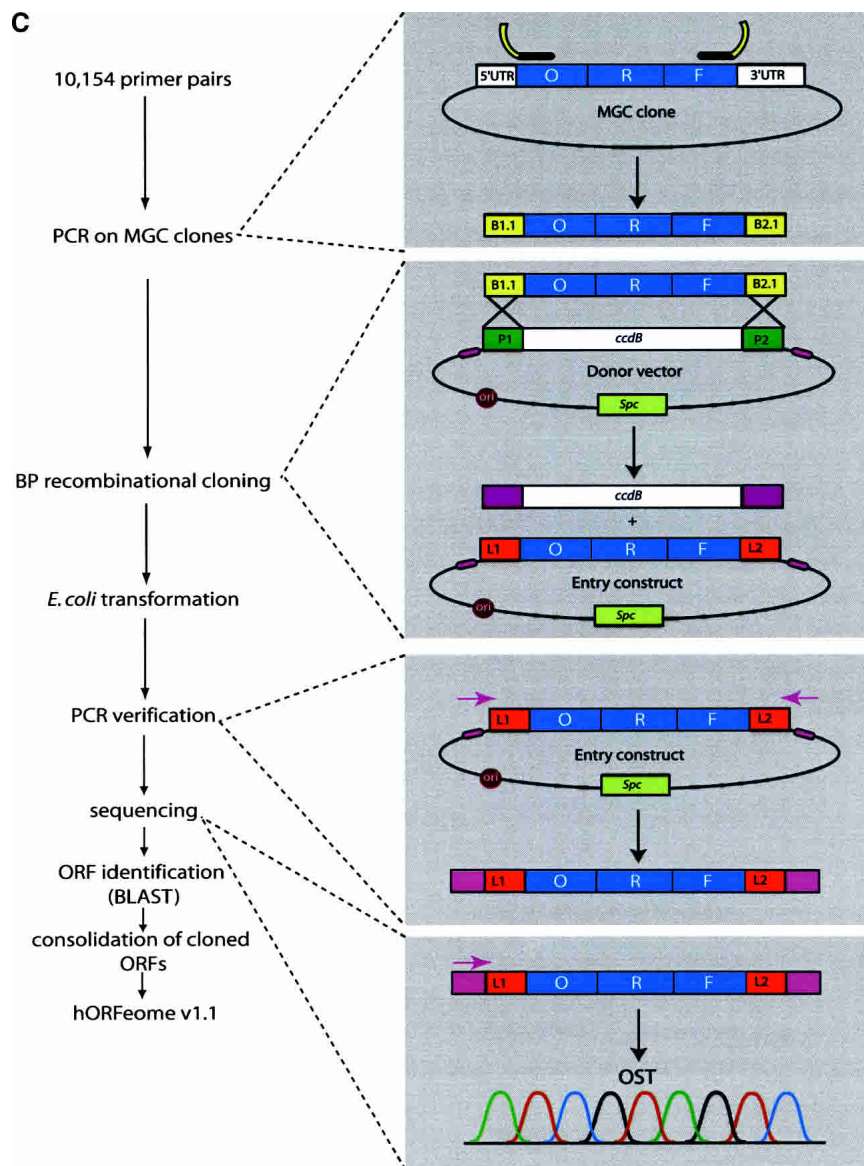 C
10,154 primer pairs
PCR on MGC clones
BP recombinational cloning
E. coli transformation
PCR verification
sequencing
ORF identification
(BLAST)
consolidation of cloned
ORFs
hORFeome v1.1
5'UTR O R F 3'UTR
MGC clone
B1.1 O R F B2.1
B1.1 O R F B2.1
P1 ccdB P2
Donor vector
ori
Spc
ccdB
+
L1 O R F L2
Entry construct
ori
Spc
L1 O R F L2
Entry construct
ori
Spc
L1 O R F L2
L1 O R F L2
OST